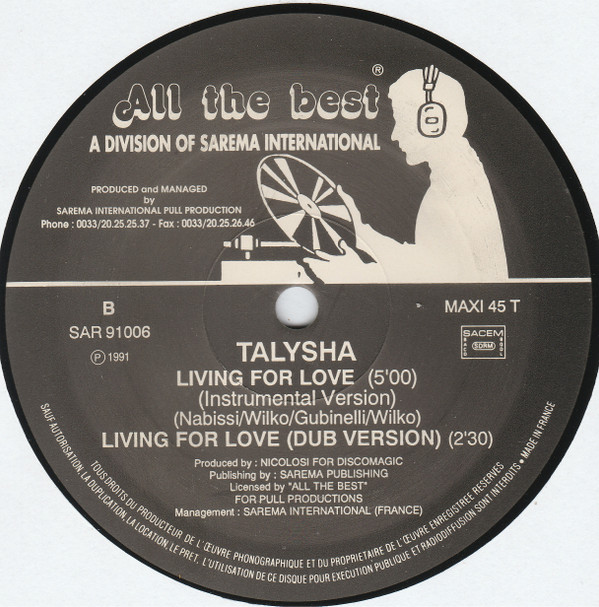 All the best ®
A DIVISION OF SAREMA INTERNATIONAL
PRODUCED and MANAGED
by
SAREMA INTERNATIONAL PULL PRODUCTION
Phone : 0033/20.25.25.37 - Fax : 0033/20.25.26.46
B
MAXI 45 T
SAR 91006
SACEM
SDRM
Ⓟ 1991
TALYSHA
LIVING FOR LOVE (5'00)
(Instrumental Version)
(Nabissi/Wilko/Gubinelli/Wilko)
LIVING FOR LOVE (DUB VERSION) (2'30)
Produced by : NICOLOSI FOR DISCOMAGIC
Publishing by : SAREMA PUBLISHING
Licensed by "ALL THE BEST"
FOR PULL PRODUCTIONS
Management : SAREMA INTERNATIONAL (FRANCE)
TOUS DROITS DU PRODUCTEUR DE L'ŒUVRE PHONOGRAPHIQUE ET DU PROPRIETAIRE DE L'ŒUVRE ENREGISTREE RESERVES
SAUF AUTORISATION, LA DUPLICATION, LA LOCATION, LE PRET, L'UTILISATION DE CE DISQUE POUR EXECUTION PUBLIQUE ET RADIODIFFUSION SONT INTERDITS • MADE IN FRANCE